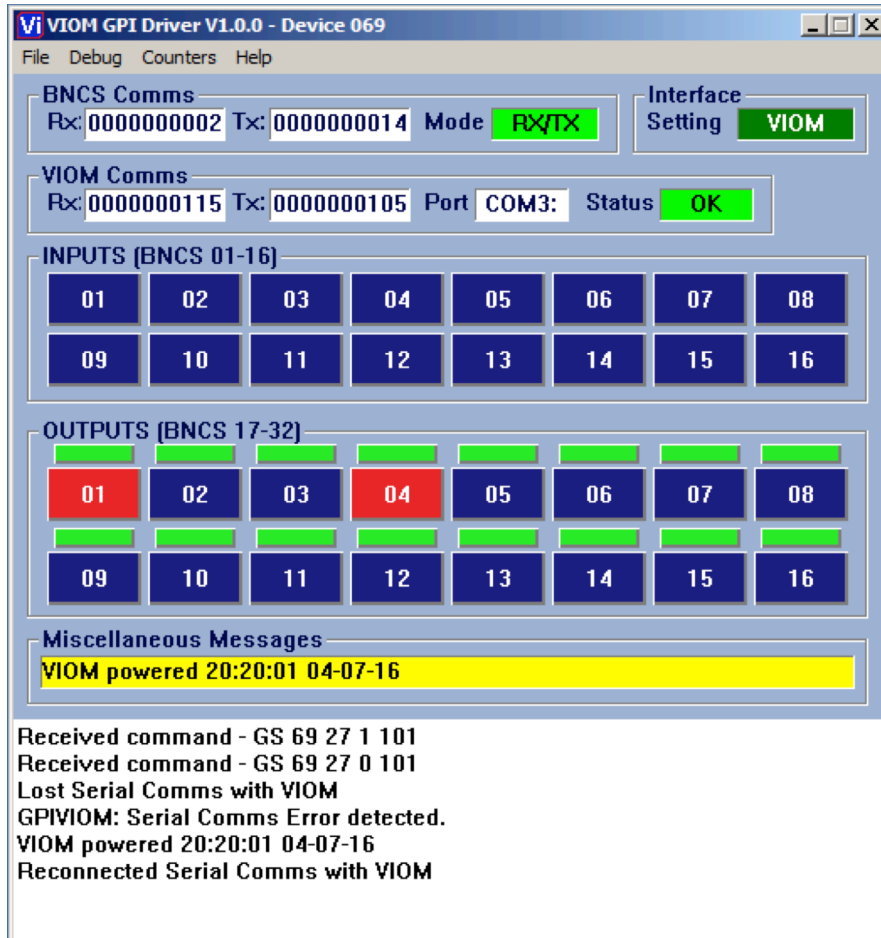 Vi VIOM GPI Driver V1.0.0 - Device 069
File Debug Counters Help
BNCS Comms
Rx: 0000000002 Tx: 0000000014 Mode RX/TX
Interface
Setting VIOM
VIOM Comms
Rx: 0000000115 Tx: 0000000105 Port COM3: Status OK
INPUTS (BNCS 01-16)
01 02 03 04 05 06 07 08
09 10 11 12 13 14 15 16
OUTPUTS (BNCS 17-32)
01 02 03 04 05 06 07 08
09 10 11 12 13 14 15 16
Miscellaneous Messages
VIOM powered 20:20:01 04-07-16
Received command - GS 69 27 1 101
Received command - GS 69 27 0 101
Lost Serial Comms with VIOM
GPIVIOM: Serial Comms Error detected.
VIOM powered 20:20:01 04-07-16
Reconnected Serial Comms with VIOM